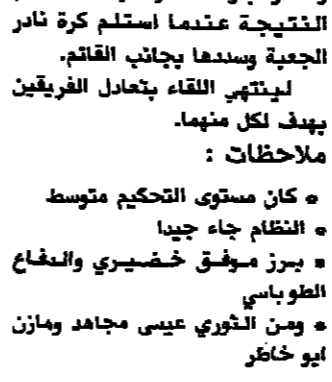 النتيجة عندما استلم كرة نادر
الجعبة وسددها بجانب القائم.
لينتهي اللقاء بتعادل الفريقين
بهدف لكل منهما.
ملاحظات :
• كان مستوى التحكيم متوسط
• النظام جاء جيدا
• برز موفق خضيري والدفاع
الطوباسي
• ومن الثوري عيسى مجاهد ومازن
ابو خاطر